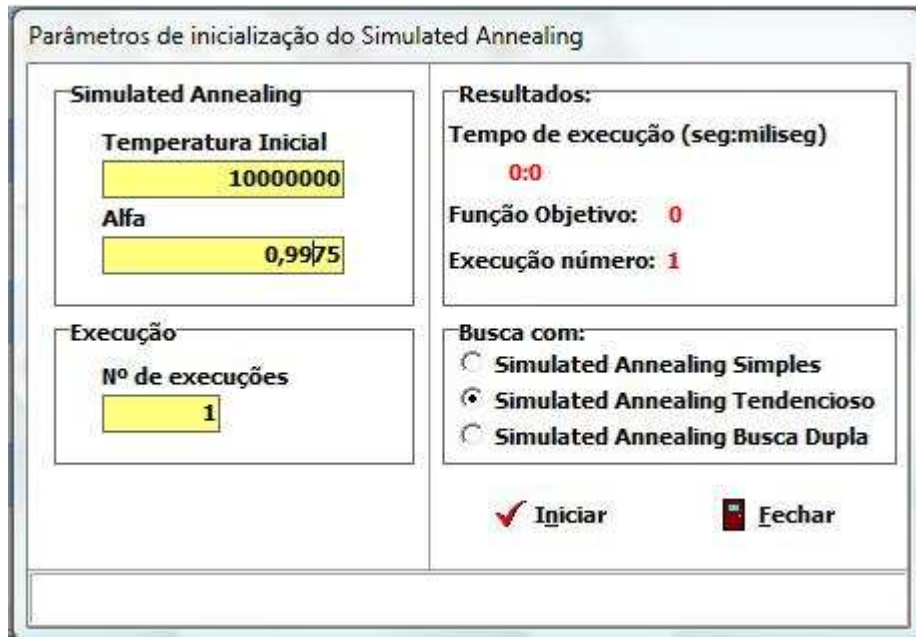 Parâmetros de inicialização do Simulated Annealing
Simulated Annealing
Temperatura Inicial
10000000
Alfa
0,9975
Execução
Nº de execuções
1
Resultados:
Tempo de execução (seg:miliseg)
0:0
Função Objetivo: 0
Execução número: 1
Busca com:
Simulated Annealing Simples
Simulated Annealing Tendencioso
Simulated Annealing Busca Dupla
Iniciar
Fechar